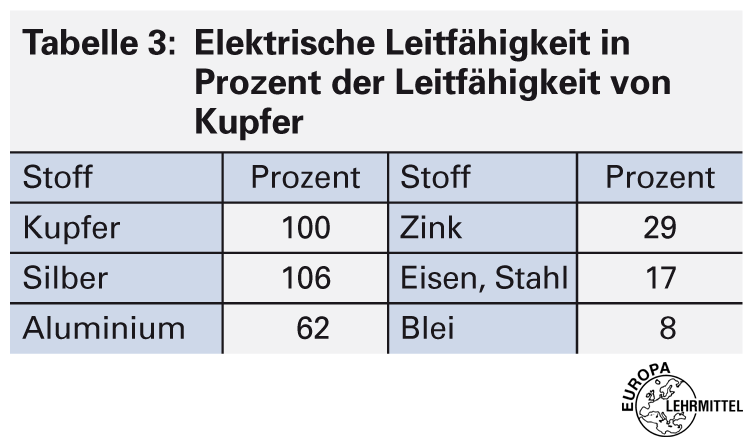 Tabelle 3: Elektrische Leitfähigkeit in
Prozent der Leitfähigkeit von
Kupfer
Stoff Prozent Stoff Prozent
Kupfer 100 Zink 29
Silber 106 Eisen, Stahl 17
Aluminium 62 Blei 8
EUROPA
LEHRMITTEL